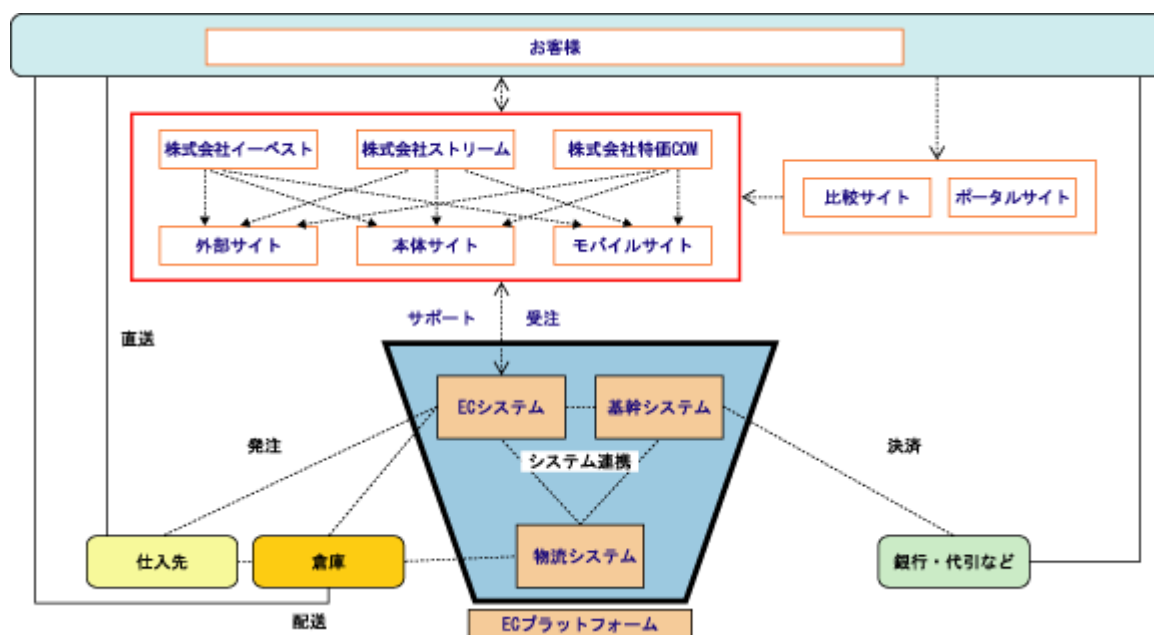 お客様
株式会社イーベスト
株式会社ストリーム
株式会社特価COM
比較サイト
ポータルサイト
外部サイト
本体サイト
モバイルサイト
サポート
受注
直送
ECシステム
基幹システム
発注
決済
システム連携
仕入先
倉庫
物流システム
銀行・代引など
配送
ECプラットフォーム